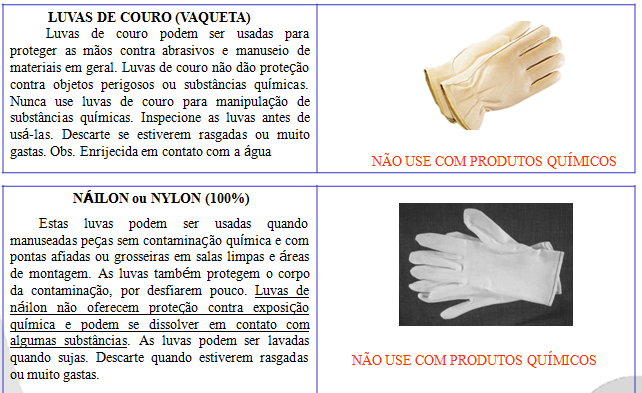 LUVAS DE COURO (VAQUETA)
Luvas de couro podem ser usadas para
proteger as mãos contra abrasivos e manuseio de
materiais em geral. Luvas de couro não dão proteção
contra objetos perigosos ou substâncias químicas.
Nunca use luvas de couro para manipulação de
substâncias químicas. Inspecione as luvas antes de
usá-las. Descarte se estiverem rasgadas ou muito
gastas. Obs. Enrijecida em contato com a água
NÃO USE COM PRODUTOS QUÍMICOS
NÁILON ou NYLON (100%)
Estas luvas podem ser usadas quando
manuseadas peças sem contaminação química e com
pontas afiadas ou grosseiras em salas limpas e áreas
de montagem. As luvas também protegem o corpo
da contaminação, por desfiarem pouco. Luvas de
náilon não oferecem proteção contra exposição
química e podem se dissolver em contato com
algumas substâncias. As luvas podem ser lavadas
quando sujas. Descarte quando estiverem rasgadas
ou muito gastas.
NÃO USE COM PRODUTOS QUÍMICOS